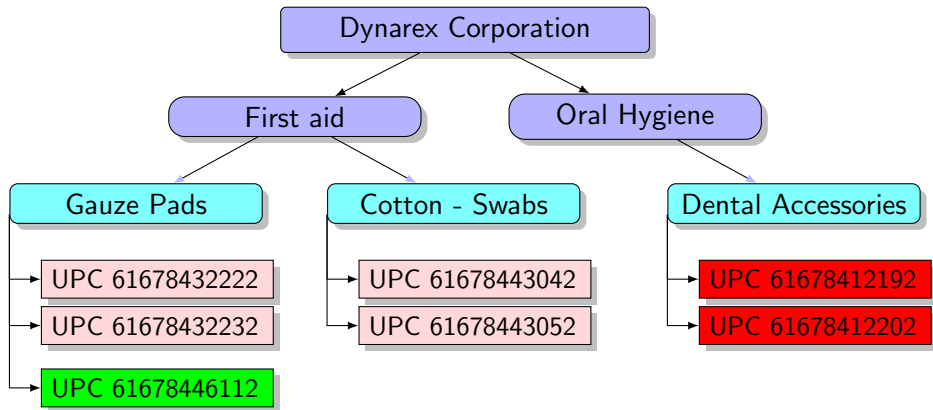 Dynarex Corporation
First aid
Oral Hygiene
Gauze Pads
Cotton - Swabs
Dental Accessories
UPC 61678432222
UPC 61678443042
UPC 61678412192
UPC 61678432232
UPC 61678443052
UPC 61678412202
UPC 61678446112